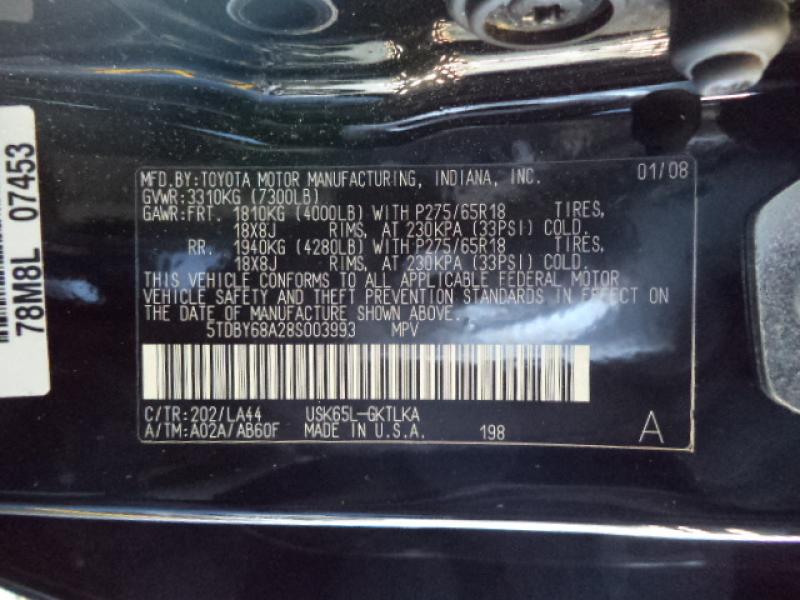 MFD.BY:TOYOTA MOTOR MANUFACTURING, INDIANA, INC. 01/08
GVWR:3310KG (7300LB)
GAWR:FRT. 1810KG (4000LB) WITH P275/65R18 TIRES,
18X8J RIMS, AT 230KPA (33PSI) COLD.
RR. 1940KG (4280LB) WITH P275/65R18 TIRES,
18X8J RIMS, AT 230KPA (33PSI) COLD.
THIS VEHICLE CONFORMS TO ALL APPLICABLE FEDERAL MOTOR
VEHICLE SAFETY AND THEFT PREVENTION STANDARDS IN EFFECT ON
THE DATE OF MANUFACTURE SHOWN ABOVE.
5TDBY68A28S003993 MPV
C/TR:202/LA44 USK65L-GKTLKA
A/TM:A02A/AB60F MADE IN U.S.A. 198 A
78M8L 07453